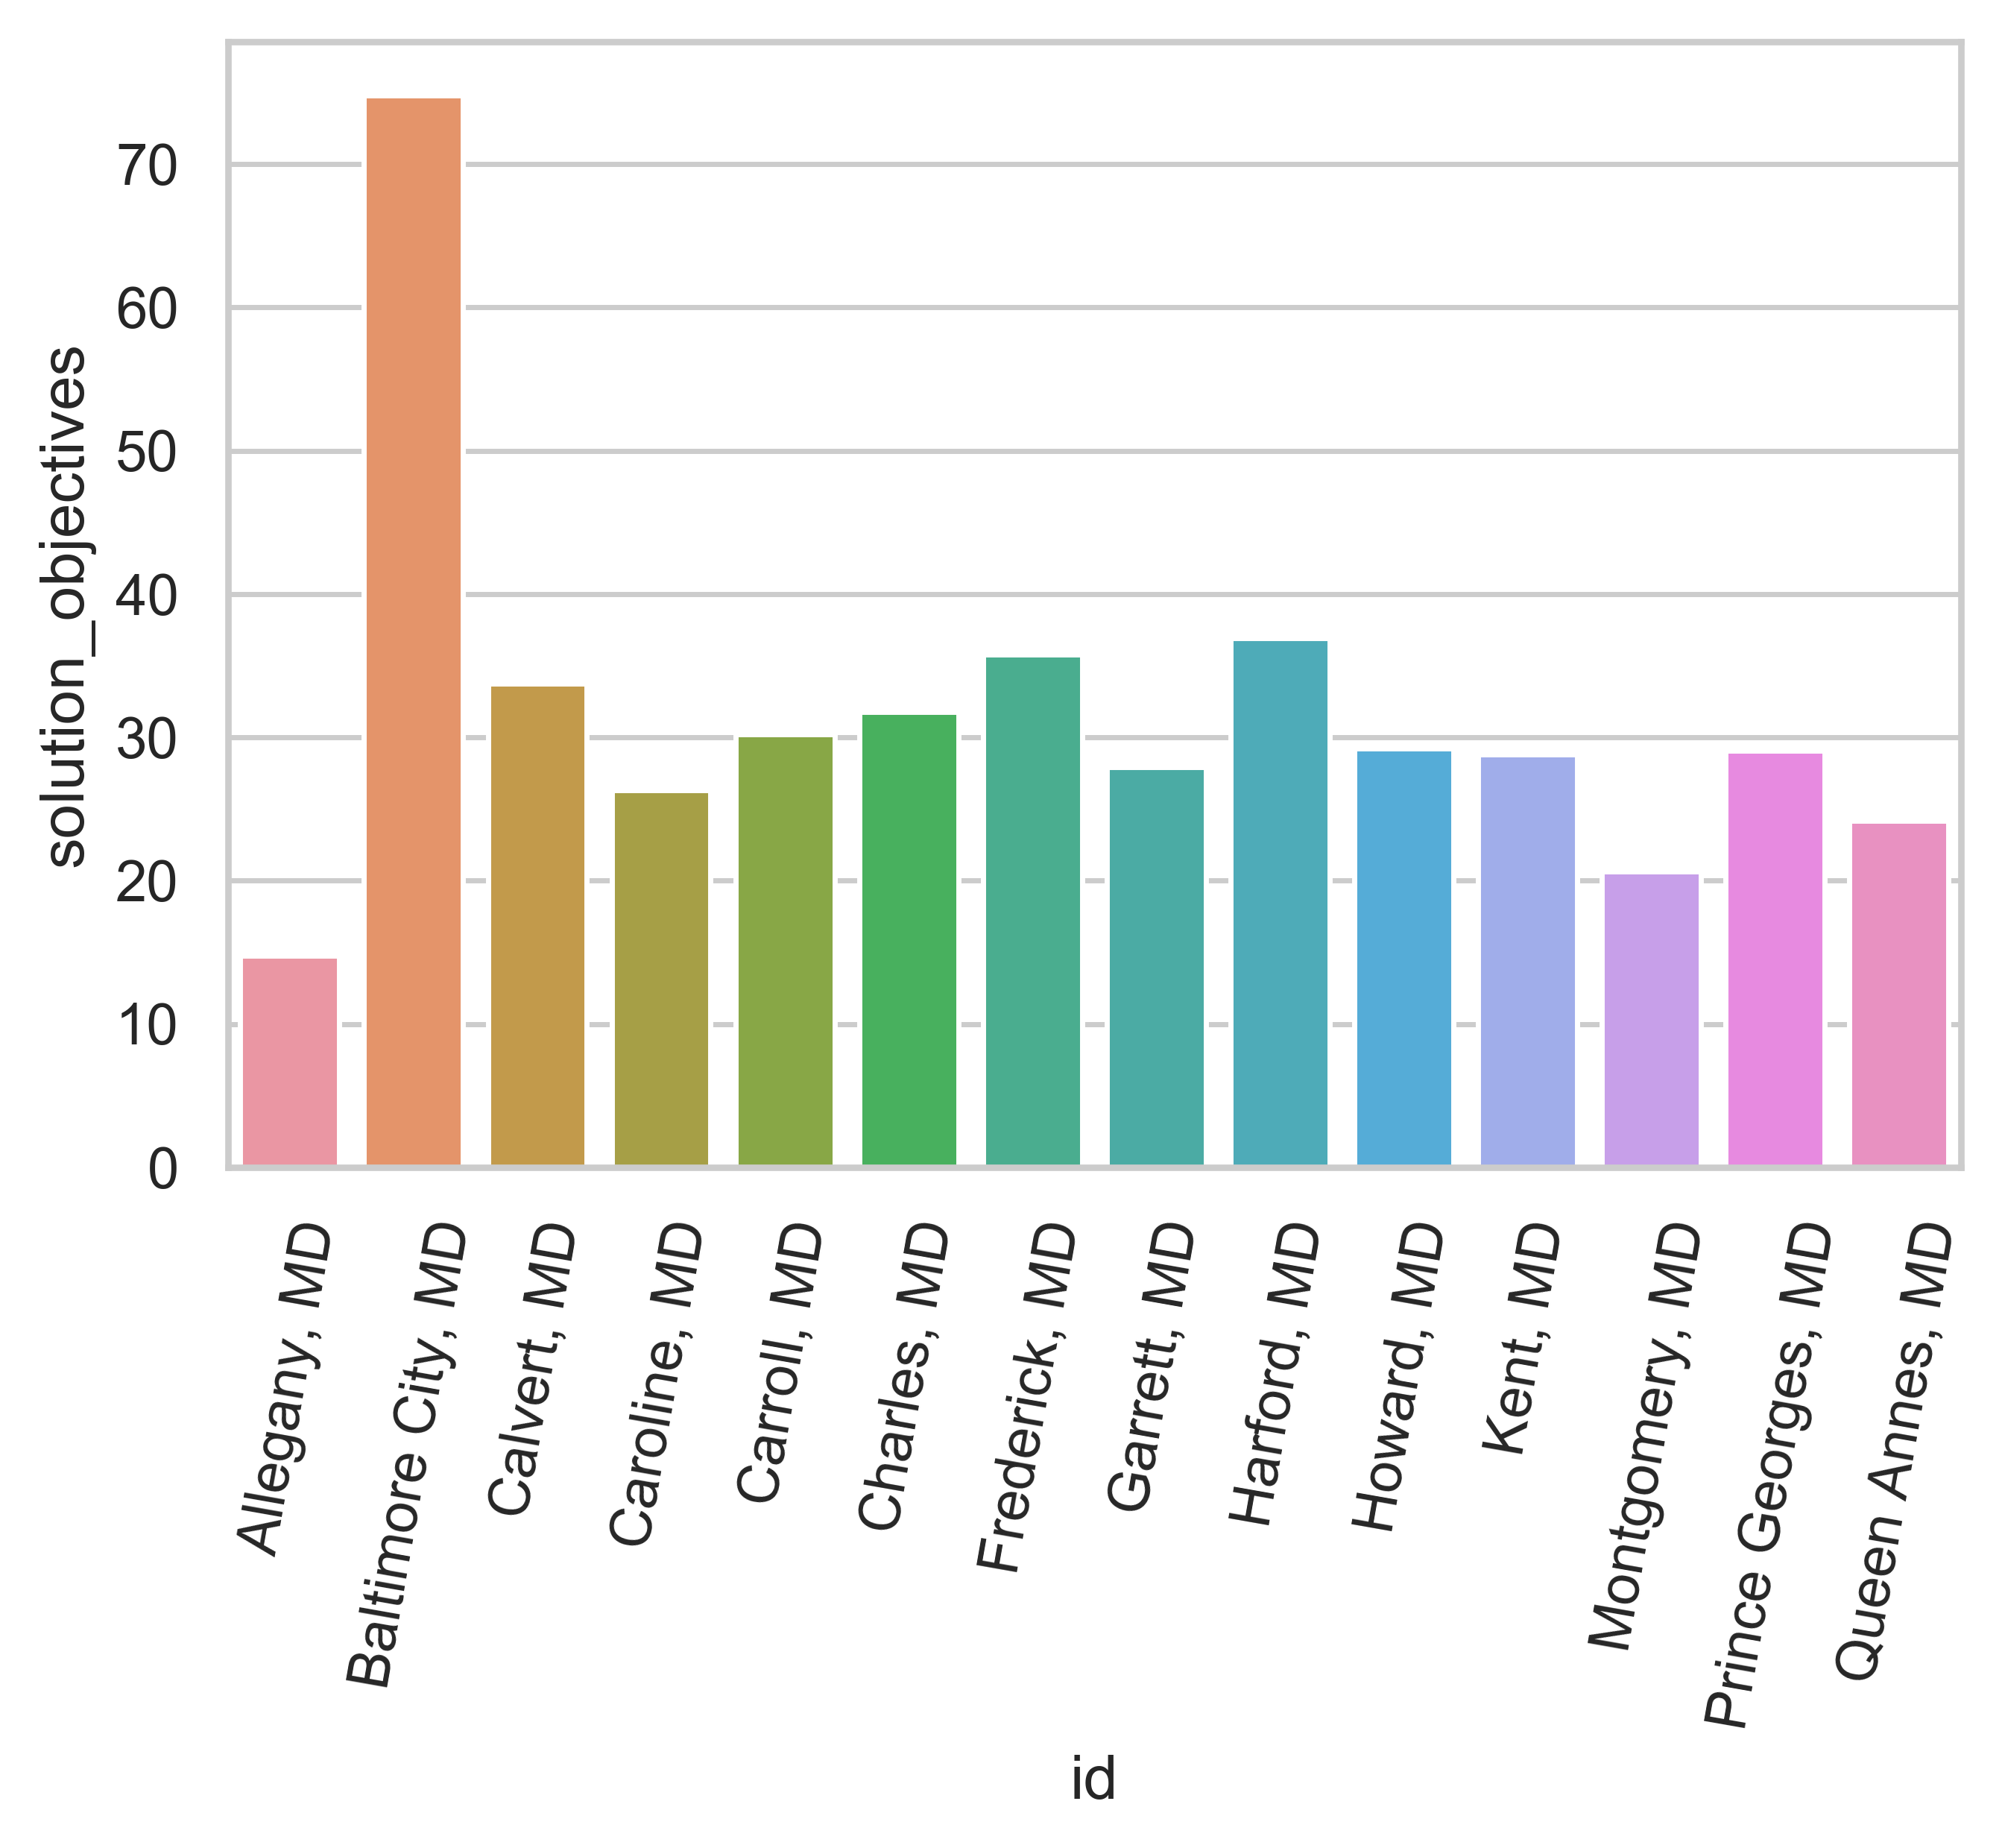 solution_objectives
70
60
50
40
30
20
10
0
Allegany, MD
Baltimore City, MD
Calvert, MD
Caroline, MD
Carroll, MD
Charles, MD
Frederick, MD
Garrett, MD
Harford, MD
Howard, MD
Kent, MD
Montgomery, MD
Prince Georges, MD
Queen Annes, MD
id